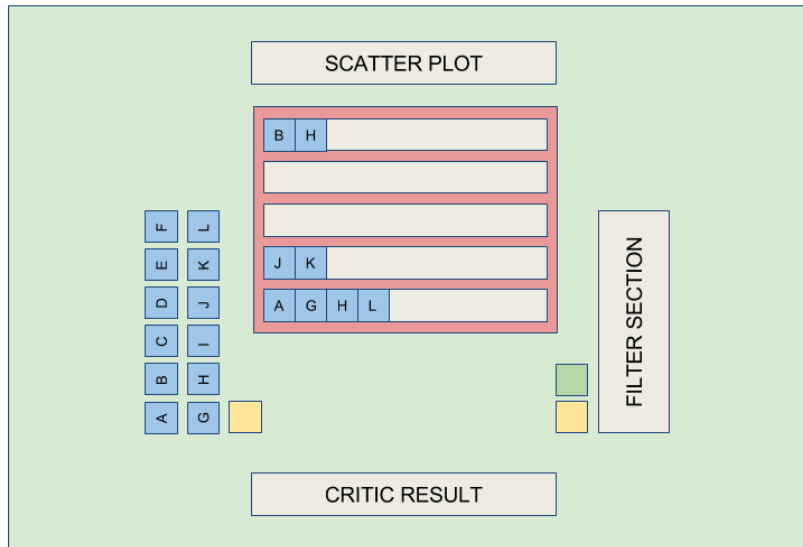 SCATTER PLOT
B H
J K
A G H L
F L
E K
D J
C I
B H
A G
FILTER SECTION
CRITIC RESULT